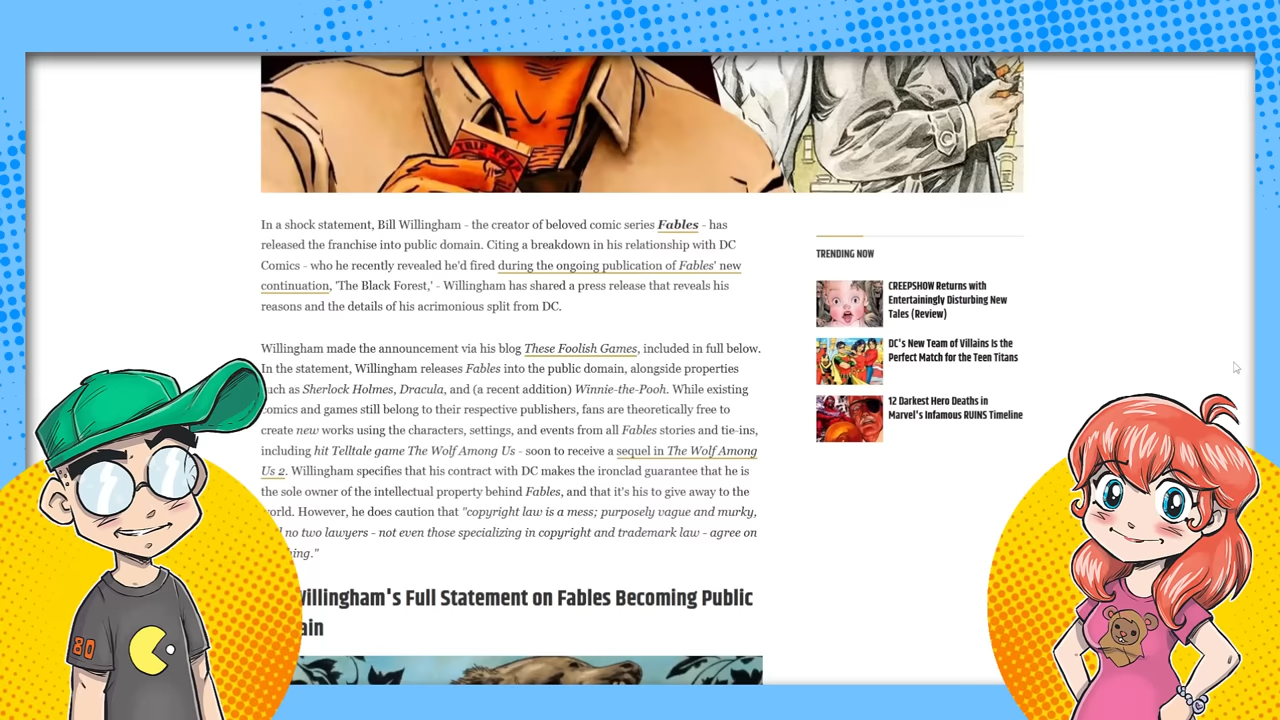 In a shock statement, Bill Willingham - the creator of beloved comic series Fables - has
released the franchise into public domain. Citing a breakdown in his relationship with DC
Comics - who he recently revealed he'd fired during the ongoing publication of Fables' new
continuation, 'The Black Forest,' - Willingham has shared a press release that reveals his
reasons and the details of his acrimonious split from DC.
Willingham made the announcement via his blog These Foolish Games, included in full below.
In the statement, Willingham releases Fables into the public domain, alongside properties
such as Sherlock Holmes, Dracula, and (a recent addition) Winnie-the-Pooh. While existing
comics and games still belong to their respective publishers, fans are theoretically free to
create new works using the characters, settings, and events from all Fables stories and tie-ins,
including hit Telltale game The Wolf Among Us - soon to receive a sequel in The Wolf Among
Us 2. Willingham specifies that his contract with DC makes the ironclad guarantee that he is
the sole owner of the intellectual property behind Fables, and that it's his to give away to the
world. However, he does caution that "copyright law is a mess; purposely vague and murky,
no two lawyers - not even those specializing in copyright and trademark law - agree on
hing."
Willingham's Full Statement on Fables Becoming Public
ain
TRENDING NOW
CREEPSHOW Returns with
Entertainingly Disturbing New
Tales (Review)
DC's New Team of Villains Is the
Perfect Match for the Teen Titans
12 Darkest Hero Deaths in
Marvel's Infamous RUINS Timeline
80